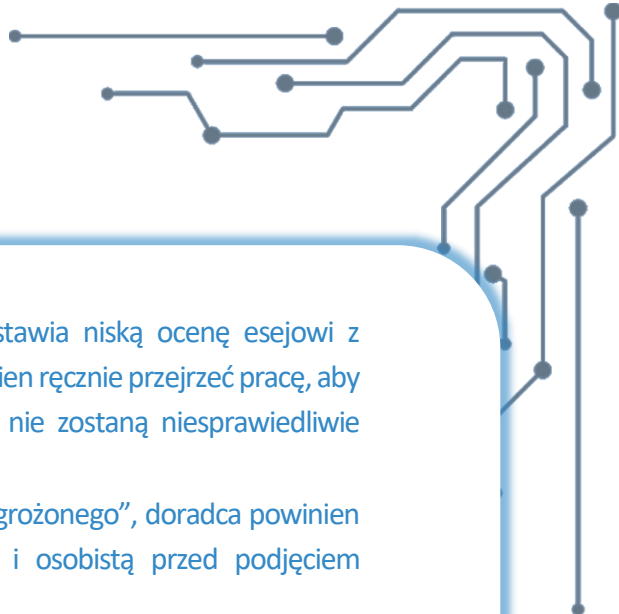 stawia niską ocenę esejowi z
ien ręcznie przejrzeć pracę, aby
nie zostaną niesprawiedliwie
grożonego”, doradca powinien
i osobistą przed podjęciem